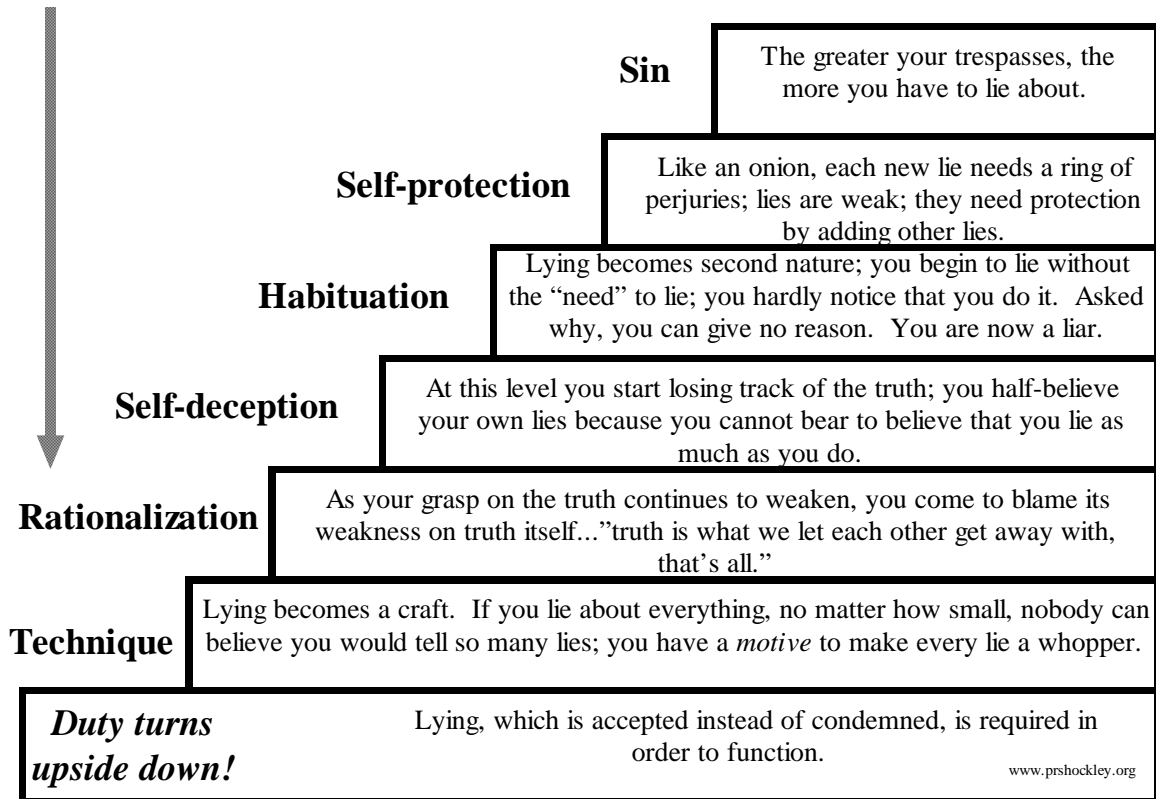 Sin
The greater your trespasses, the
more you have to lie about.
Self-protection
Like an onion, each new lie needs a ring of
perjuries; lies are weak; they need protection
by adding other lies.
Habituation
Lying becomes second nature; you begin to lie without
the “need” to lie; you hardly notice that you do it. Asked
why, you can give no reason. You are now a liar.
Self-deception
At this level you start losing track of the truth; you half-believe
your own lies because you cannot bear to believe that you lie as
much as you do.
Rationalization
As your grasp on the truth continues to weaken, you come to blame its
weakness on truth itself...”truth is what we let each other get away with,
that’s all.”
Technique
Lying becomes a craft. If you lie about everything, no matter how small, nobody can
believe you would tell so many lies; you have a motive to make every lie a whopper.
Duty turns
upside down!
Lying, which is accepted instead of condemned, is required in
order to function.
www.prshockley.org